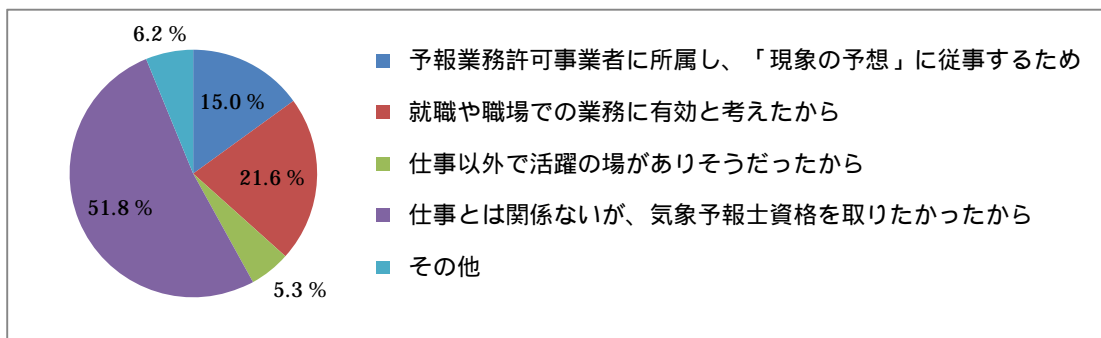 6.2 %
予報業務許可事業者に所属し、「現象の予想」に従事するため
15.0 %
就職や職場での業務に有効と考えたから
仕事以外で活躍の場がありそうだったから
21.6 %
51.8 %
仕事とは関係ないが、気象予報士資格を取りたかったから
その他
5.3 %